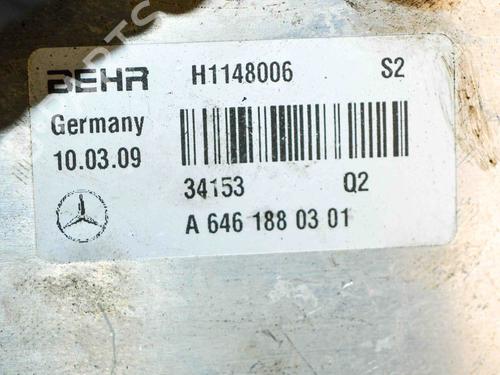 BEHR H1148006 S2
Germany
10.03.09
34153 Q2
A 646 188 03 01